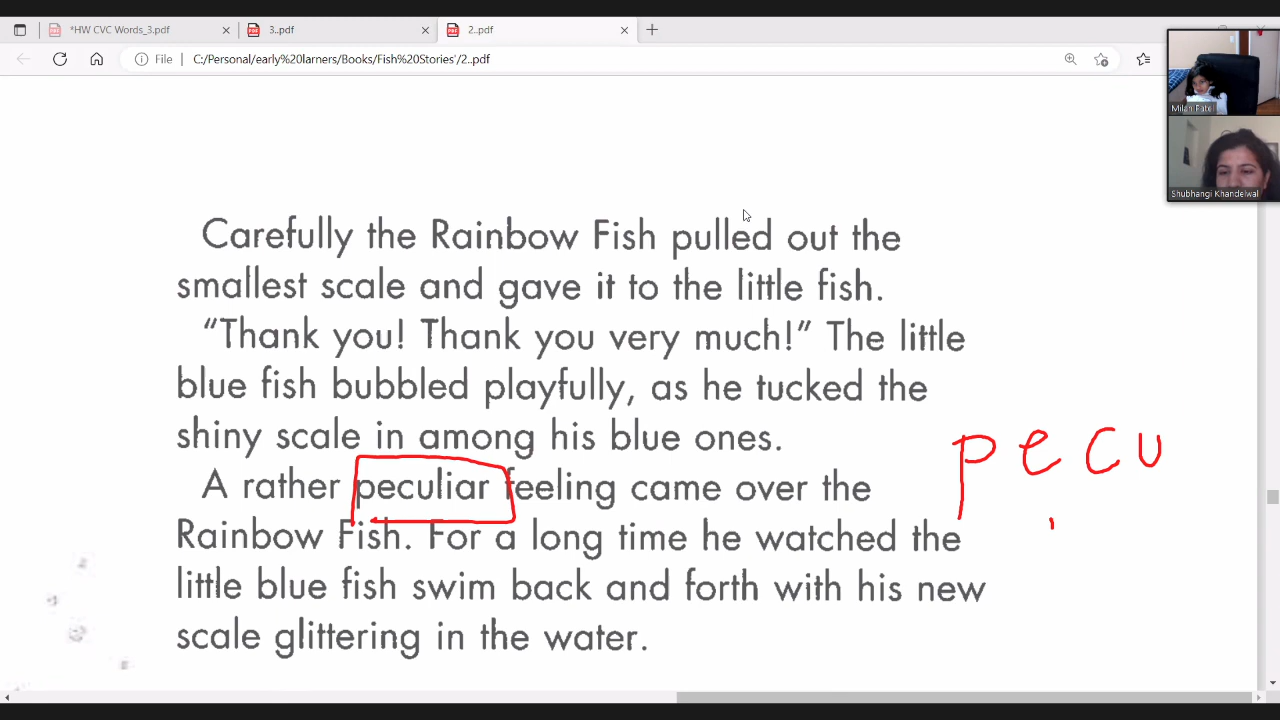 *HW CVC Words_3.pdf
3..pdf
2..pdf
File
C:/Personal/early%20larners/Books/Fish%20Stories'/2..pdf
Milan Patel
Shubhangi Khandelwal
Carefully the Rainbow Fish pulled out the
smallest scale and gave it to the little fish.
“Thank you! Thank you very much!” The little
blue fish bubbled playfully, as he tucked the
shiny scale in among his blue ones.
A rather peculiar feeling came over the
Rainbow Fish. For a long time he watched the
little blue fish swim back and forth with his new
scale glittering in the water.
pecu